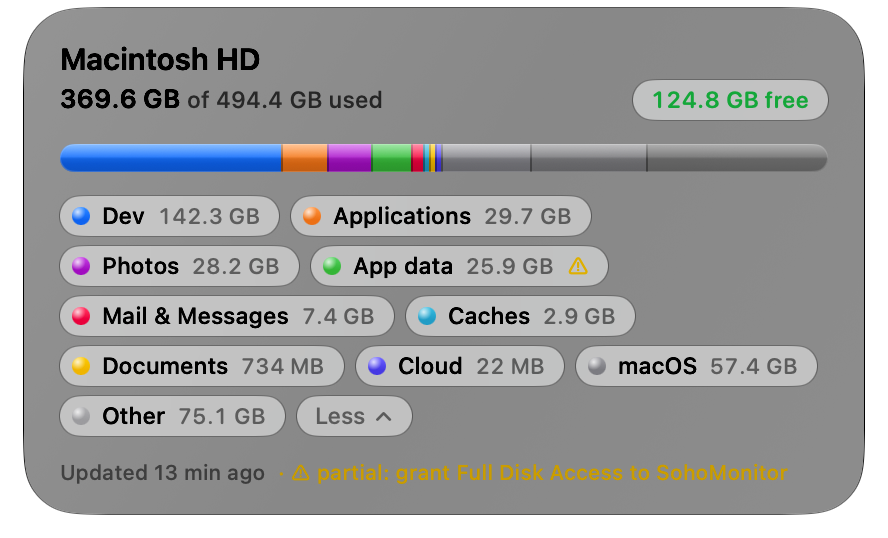 Macintosh HD
369.6 GB of 494.4 GB used
124.8 GB free
Dev 142.3 GB
Applications 29.7 GB
Photos 28.2 GB
App data 25.9 GB
Mail & Messages 7.4 GB
Caches 2.9 GB
Documents 734 MB
Cloud 22 MB
macOS 57.4 GB
Other 75.1 GB
Less
Updated 13 min ago · partial: grant Full Disk Access to SohoMonitor